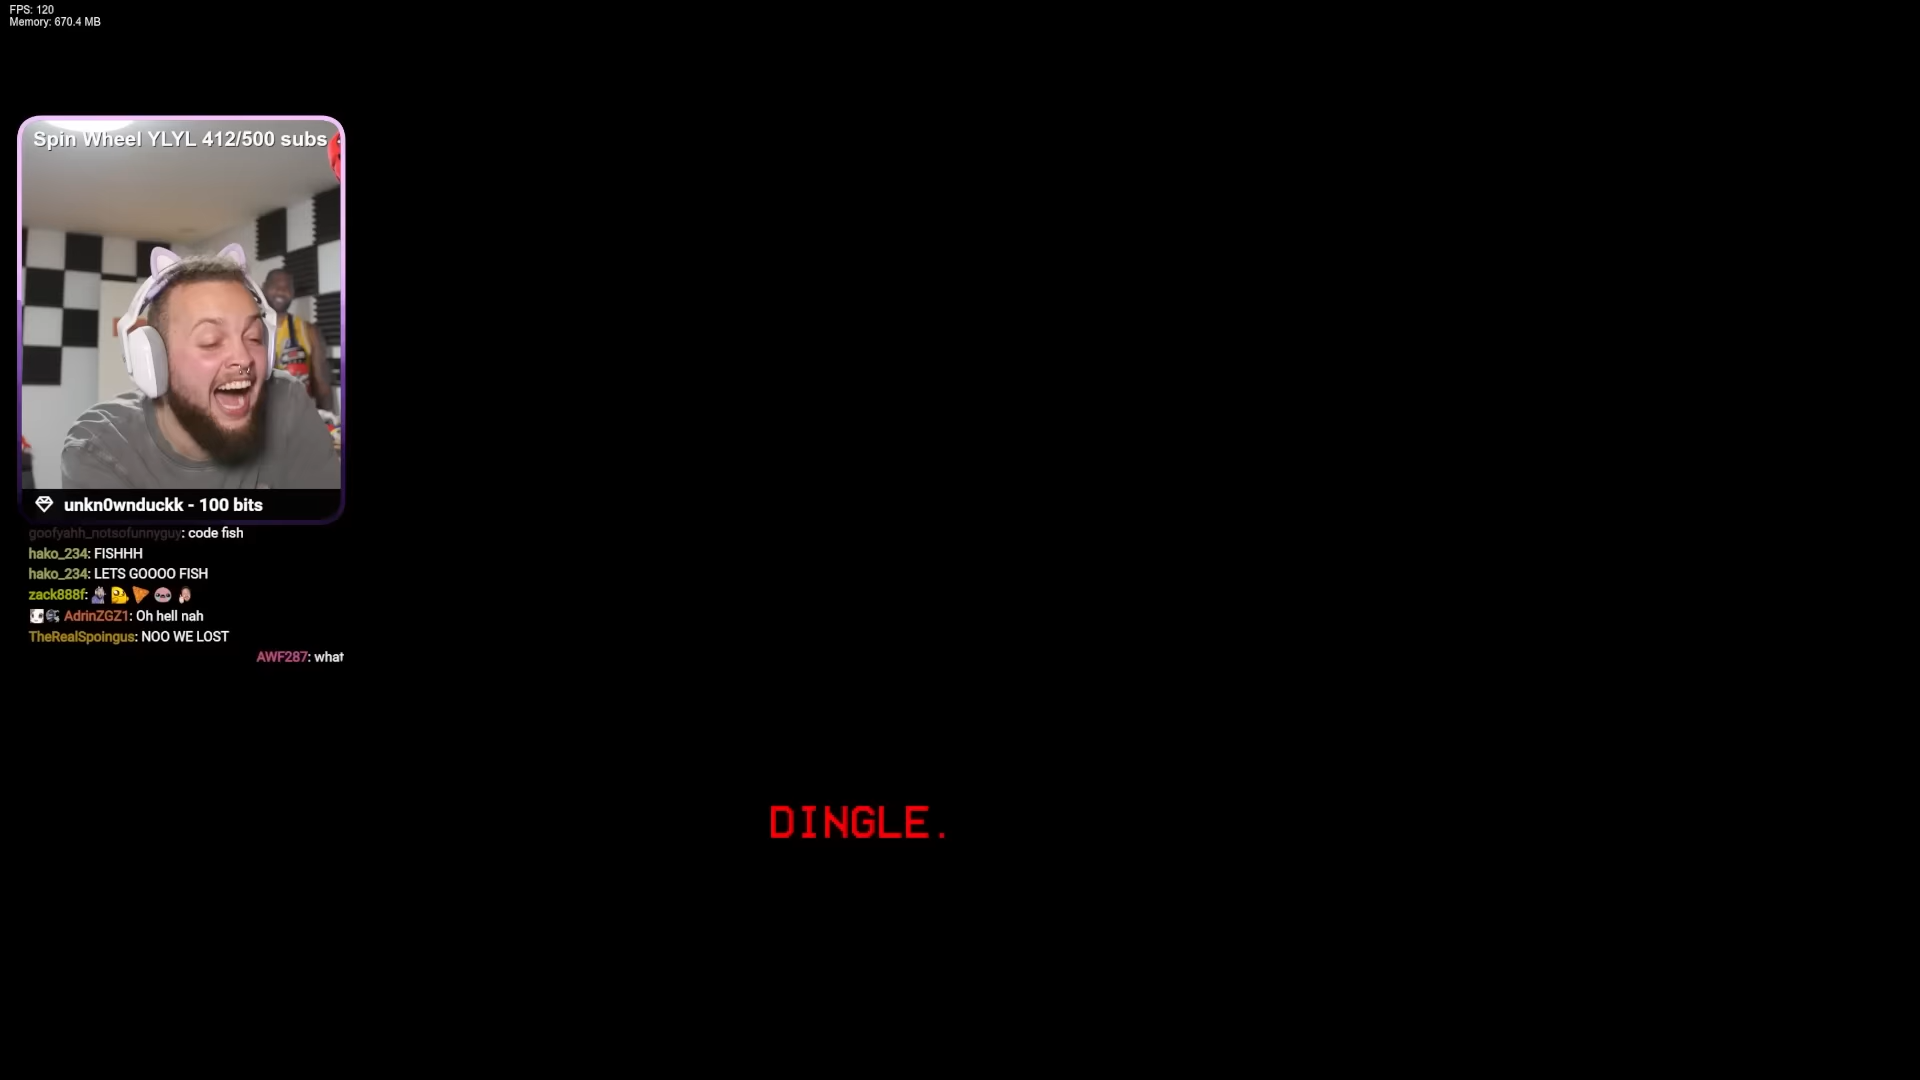 FPS: 120
Memory: 670.4 MB
Spin Wheel YLYL 412/500 subs
unkn0wnduckk - 100 bits
goofyahh_notsofunnyguy: code fish
hako_234: FISHHH
hako_234: LETS GOOOO FISH
zack888f:
AdrinZGZ1: Oh hell nah
TheRealSpoingus: NOO WE LOST
AWF287: what
DINGLE.